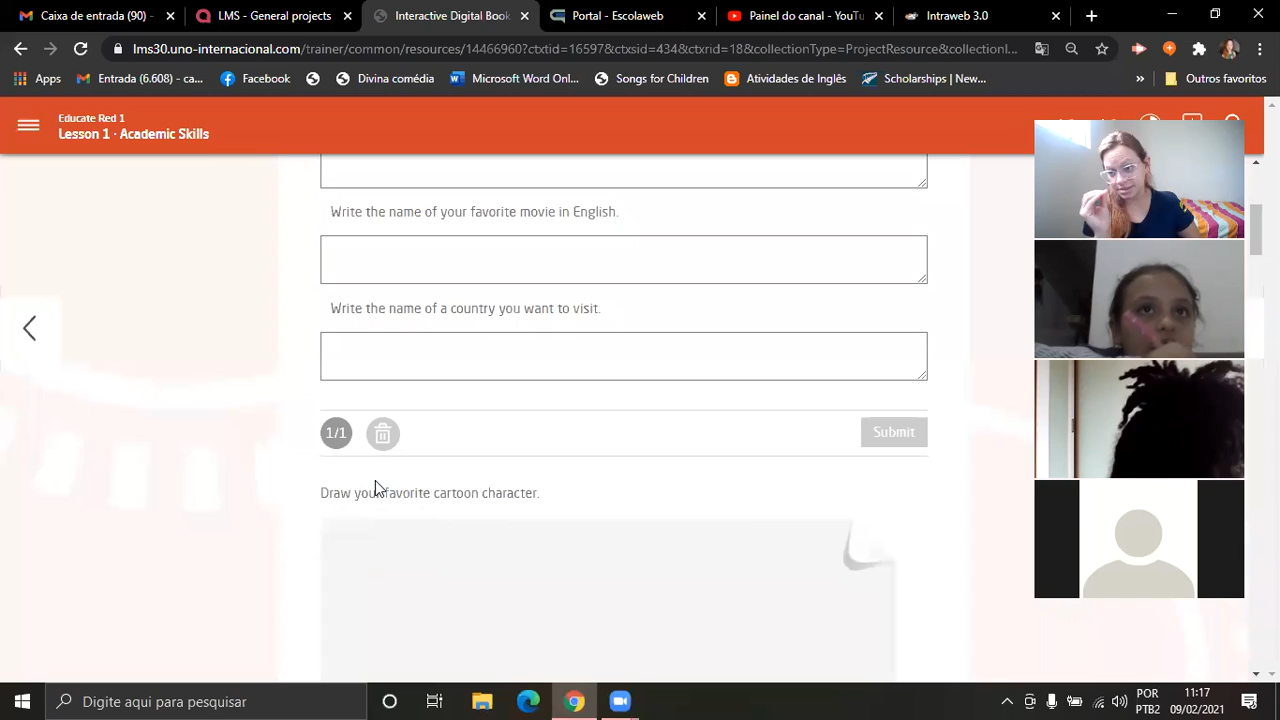 Caixa de entrada (90) -
LMS - General projects
Interactive Digital Book
Portal - Escolaweb
Painel do canal - YouTu
Intraweb 3.0
lms30.uno-internacional.com/trainer/common/resources/14466960?ctxtid=16597&ctxsid=434&ctxrid=18&collectionType=ProjectResource&collectionI...
Apps
Entrada (6.608) - ca...
Facebook
Divina comédia
Microsoft Word Onl...
Songs for Children
Atividades de Inglês
Scholarships | New...
»
Outros favoritos
Educate Red 1
Lesson 1 · Academic Skills
Write the name of your favorite movie in English.
Write the name of a country you want to visit.
1/1
Submit
Draw your favorite cartoon character.
Digite aqui para pesquisar
POR
PTB2
11:17
09/02/2021